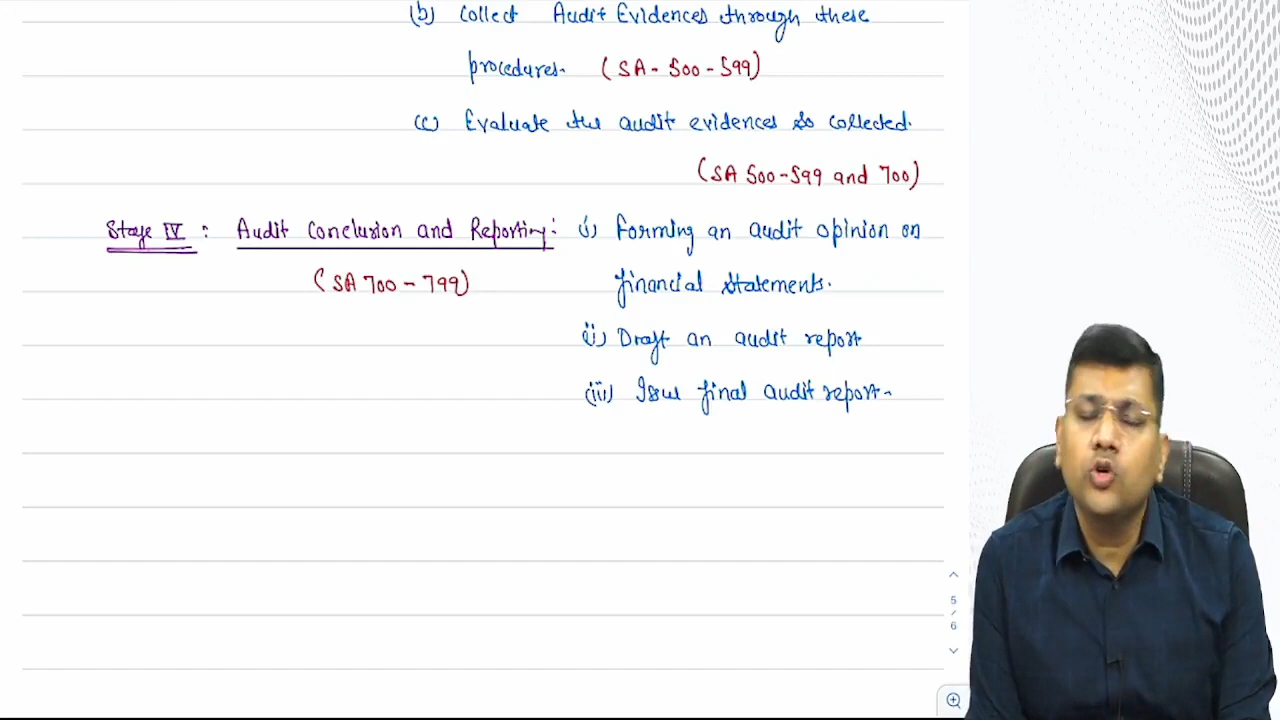 (b) Collect Audit Evidences through these
procedures. (SA-500-599)
(c) Evaluate the audit evidences so collected.
(SA 500-599 and 700)
Stage IV : Audit Conclusion and Reporting: i) Forming an audit opinion on
(SA 700-799) financial statements.
ii) Draft an audit report
(iii) Issue final audit report.
5
/
6